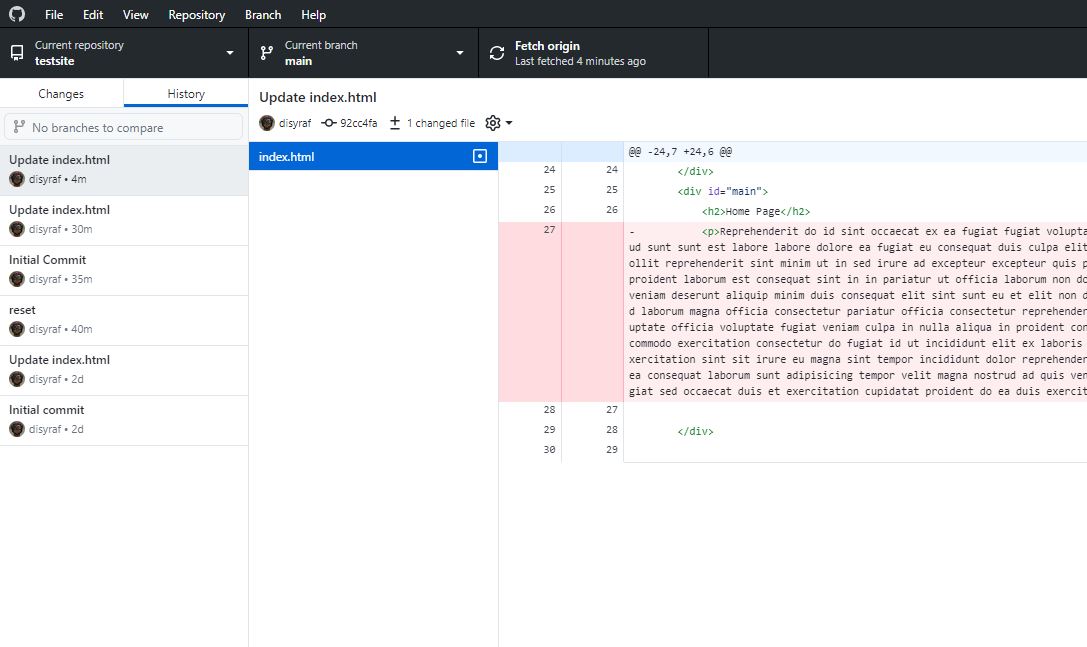 File Edit View Repository Branch Help
Current repository
testsite
Current branch
main
Fetch origin
Last fetched 4 minutes ago
Changes History
No branches to compare
Update index.html
disyraf • 4m
Update index.html
disyraf • 30m
Initial Commit
disyraf • 35m
reset
disyraf • 40m
Update index.html
disyraf • 2d
Initial commit
disyraf • 2d
Update index.html
disyraf 92cc4fa 1 changed file
index.html
@@ -24,7 +24,6 @@
24 24 </div>
25 25 <div id="main">
26 26 <h2>Home Page</h2>
27 - <p>Reprehenderit do id sint occaecat ex ea fugiat fugiat volupta
ud sunt sunt est labore labore dolore ea fugiat eu consequat duis culpa elit
ollit reprehenderit sint minim ut in sed irure ad excepteur excepteur quis p
proident laborum est consequat sint in in pariatur ut officia laborum non do
veniam deserunt aliquip minim duis consequat elit sint sunt eu et elit non d
d laborum magna officia consectetur pariatur officia consectetur reprehender
uptate officia voluptate fugiat veniam culpa in nulla aliqua in proident con
commodo exercitation consectetur do fugiat id ut incididunt elit ex laboris
xercitation sint sit irure eu magna sint tempor incididunt dolor reprehender
ea consequat laborum sunt adipisicing tempor velit magna nostrud ad quis ven
giat sed occaecat duis et exercitation cupidatat proident do ea duis exercit
28 27
29 28 </div>
30 29